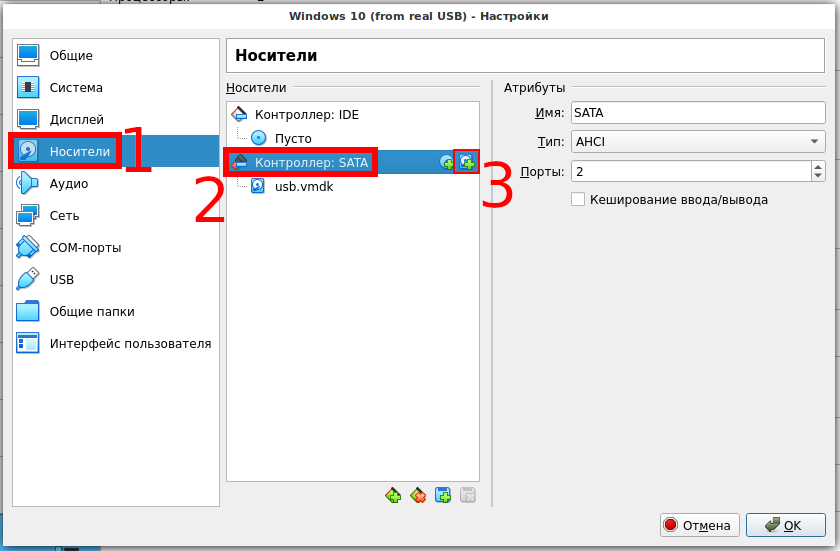 Windows 10 (from real USB) - Настройки
Общие
Система
Дисплей
Носители
Аудио
Сеть
COM-порты
USB
Общие папки
Интерфейс пользователя
1
Носители
Носители
Контроллер: IDE
Пусто
Контроллер: SATA
usb.vmdk
2
3
Атрибуты
Имя: SATA
Тип: AHCI
Порты: 2
Кеширование ввода/вывода
Отмена
OK